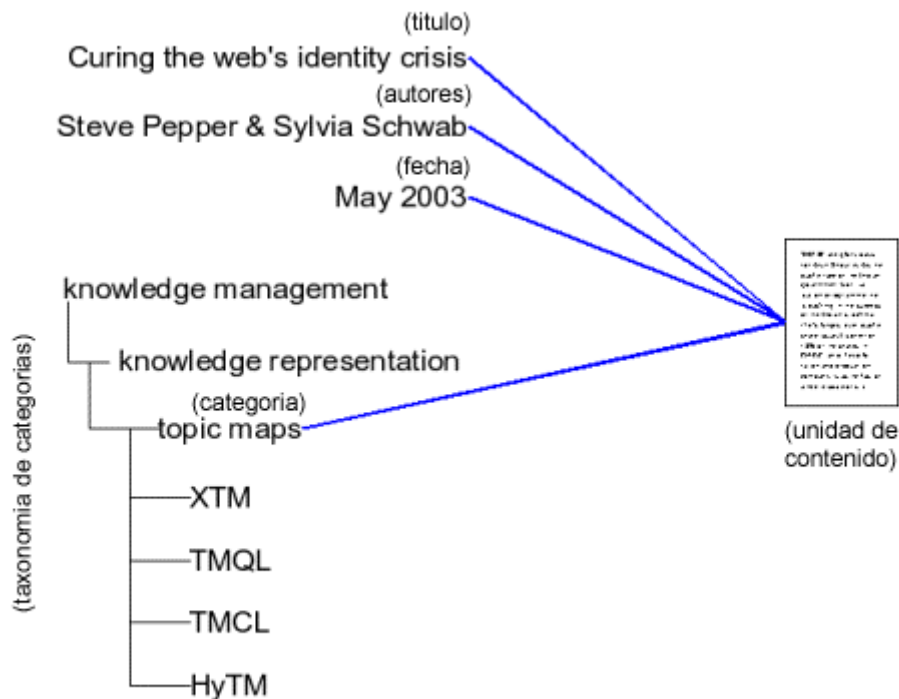 (titulo)
Curing the web's identity crisis
(autores)
Steve Pepper & Sylvia Schwab
(fecha)
May 2003
knowledge management
knowledge representation
(categoria)
topic maps
XTM
TMQL
TMCL
HyTM
(taxonomia de categorias)
(unidad de
contenido)